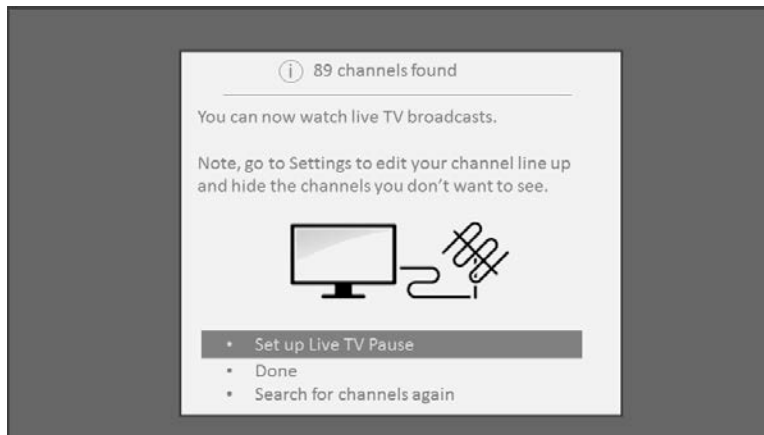 89 channels found
You can now watch live TV broadcasts.
Note, go to Settings to edit your channel line up
and hide the channels you don’t want to see.
• Set up Live TV Pause
• Done
• Search for channels again